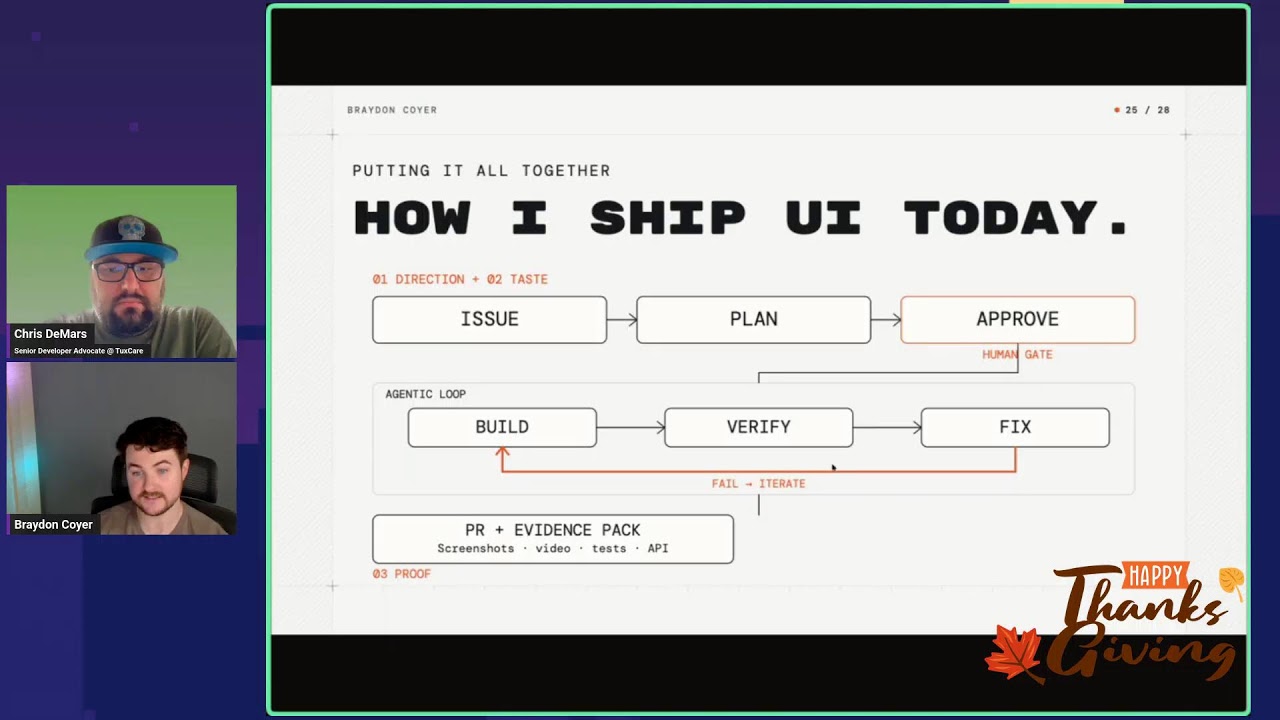 BRAYDON COYER
25 / 28
PUTTING IT ALL TOGETHER
HOW I SHIP UI TODAY.
01 DIRECTION + 02 TASTE
ISSUE
PLAN
APPROVE
HUMAN GATE
AGENTIC LOOP
BUILD
VERIFY
FIX
FAIL → ITERATE
PR + EVIDENCE PACK
Screenshots · video · tests · API
03 PROOF
Chris DeMars
Senior Developer Advocate @ TuxCare
Braydon Coyer
HAPPY
Thanks
Giving